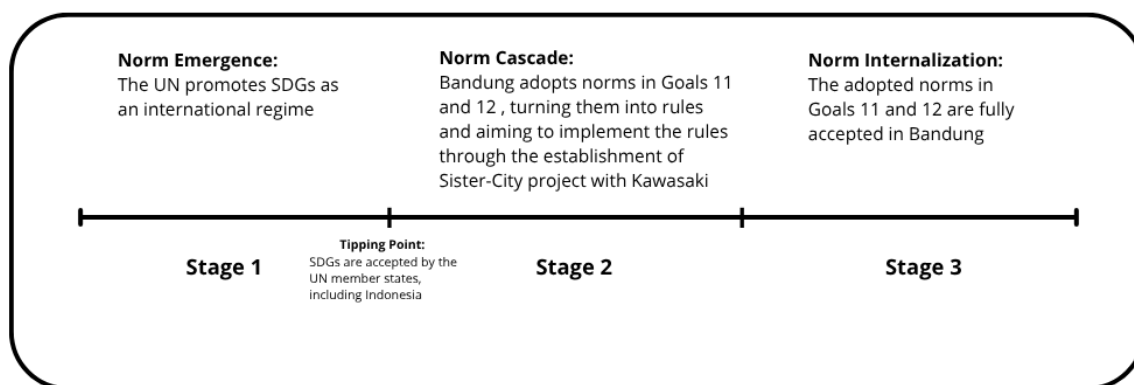 Norm Emergence:
The UN promotes SDGs as
an international regime
Norm Cascade:
Bandung adopts norms in Goals 11
and 12 , turning them into rules
and aiming to implement the rules
through the establishment of
Sister-City project with Kawasaki
Norm Internalization:
The adopted norms in
Goals 11 and 12 are fully
accepted in Bandung
Stage 1
Tipping Point:
SDGs are accepted by the
UN member states,
including Indonesia
Stage 2
Stage 3